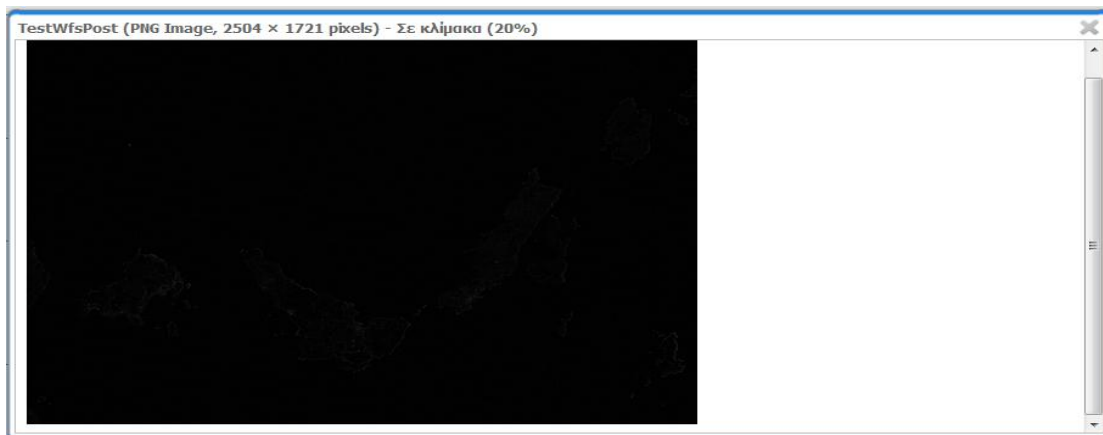 TestWfsPost (PNG Image, 2504 × 1721 pixels) - Σε κλίμακα (20%)